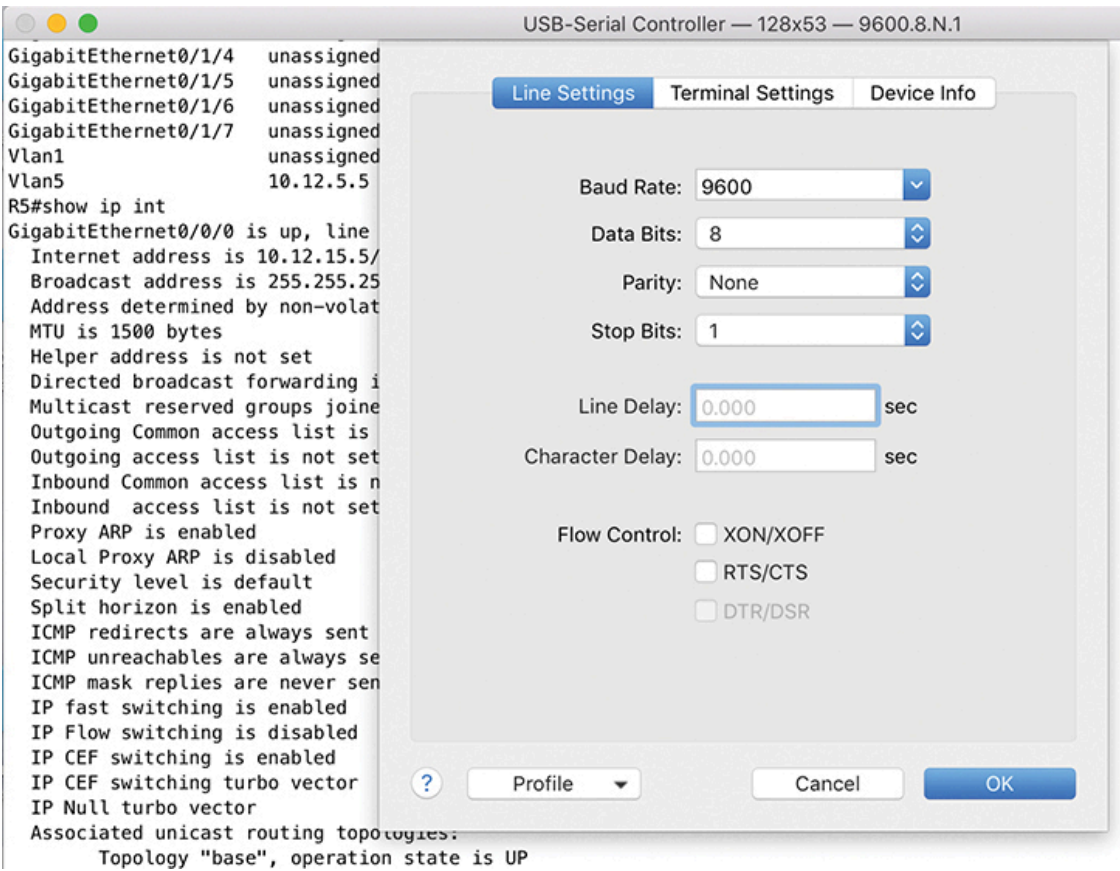 USB-Serial Controller — 128x53 — 9600.8.N.1
GigabitEthernet0/1/4 unassigned
GigabitEthernet0/1/5 unassigned
GigabitEthernet0/1/6 unassigned
GigabitEthernet0/1/7 unassigned
Vlan1 unassigned
Vlan5 10.12.5.5
R5#show ip int
GigabitEthernet0/0/0 is up, line
Internet address is 10.12.15.5/
Broadcast address is 255.255.25
Address determined by non-volat
MTU is 1500 bytes
Helper address is not set
Directed broadcast forwarding i
Multicast reserved groups joine
Outgoing Common access list is
Outgoing access list is not set
Inbound Common access list is n
Inbound  access list is not set
Proxy ARP is enabled
Local Proxy ARP is disabled
Security level is default
Split horizon is enabled
ICMP redirects are always sent
ICMP unreachables are always se
ICMP mask replies are never sen
IP fast switching is enabled
IP Flow switching is disabled
IP CEF switching is enabled
IP CEF switching turbo vector
IP Null turbo vector
Associated unicast routing topologies:
Topology "base", operation state is UP
Line Settings Terminal Settings Device Info
Baud Rate: 9600
Data Bits: 8
Parity: None
Stop Bits: 1
Line Delay: 0.000 sec
Character Delay: 0.000 sec
Flow Control: XON/XOFF
RTS/CTS
DTR/DSR
? Profile Cancel OK